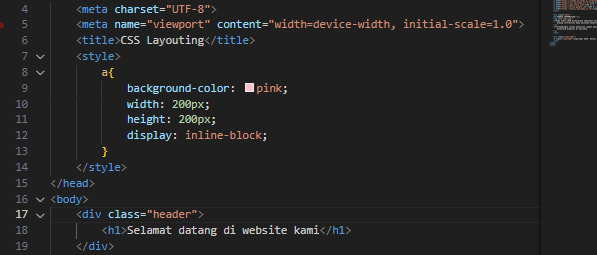 4 <meta charset="UTF-8">
5 <meta name="viewport" content="width=device-width, initial-scale=1.0">
6 <title>CSS Layouting</title>
7 <style>
8 a{
9 background-color: pink;
10 width: 200px;
11 height: 200px;
12 display: inline-block;
13 }
14 </style>
15 </head>
16 <body>
17 <div class="header">
18 <h1>Selamat datang di website kami</h1>
19 </div>